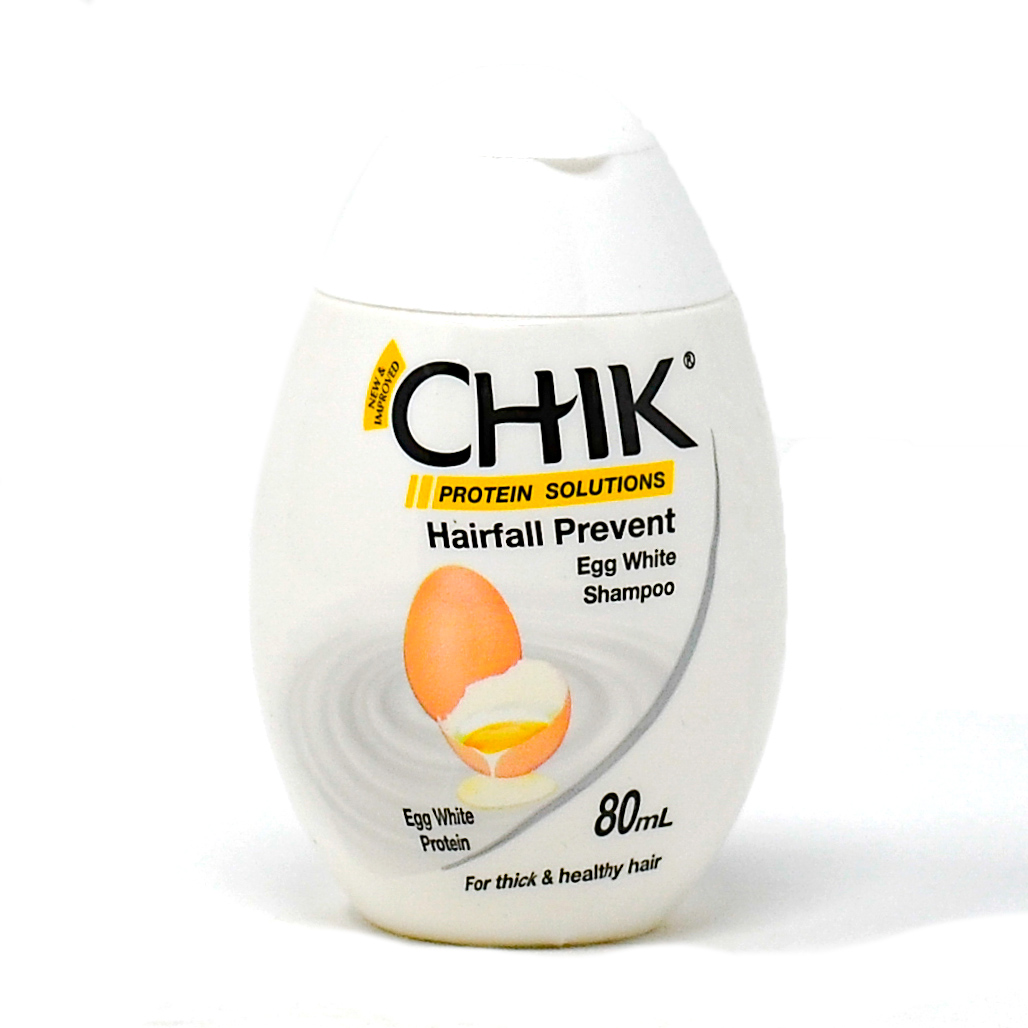 NEW &
IMPROVED
CHIK®
PROTEIN SOLUTIONS
Hairfall Prevent
Egg White
Shampoo
Egg White
Protein
80mL
For thick & healthy hair